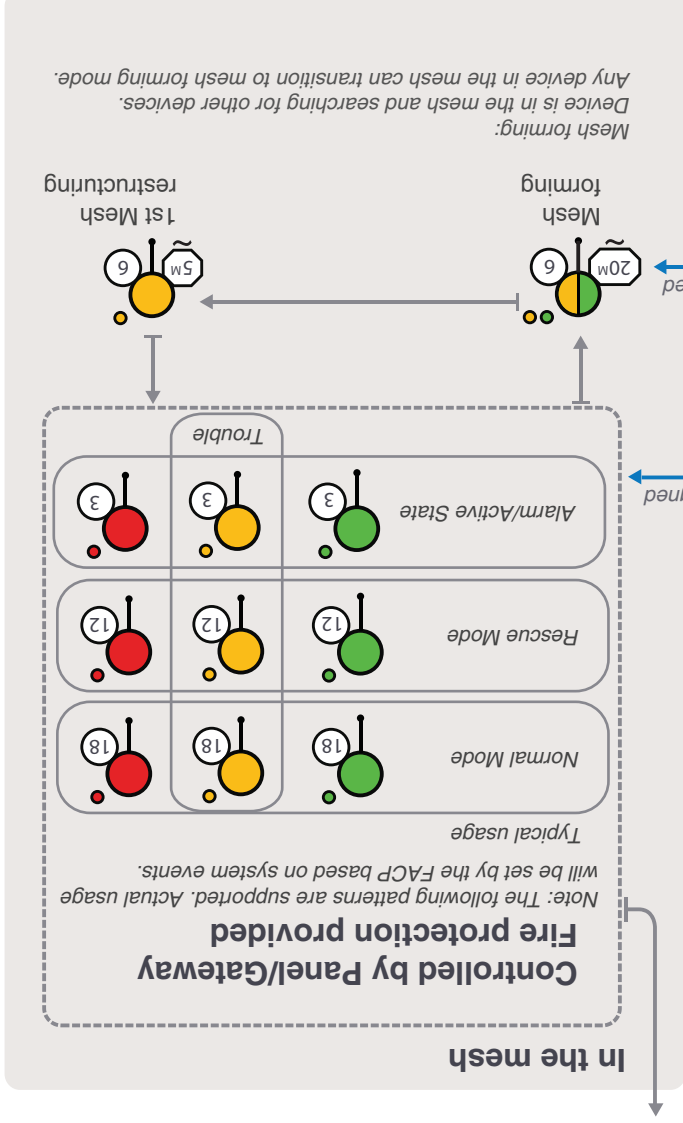 In the mesh
Controlled by Panel/Gateway
Fire protection provided
Note: The following patterns are supported. Actual usage
will be set by the FACP based on system events.
Typical usage
Normal Mode
18
18
18
Rescue Mode
12
12
12
Alarm/Active State
3
3
3
Trouble
20M
~
6
5M
~
6
Mesh
forming
1st Mesh
restructuring
Mesh forming:
Device is in the mesh and searching for other devices.
Any device in the mesh can transition to mesh forming mode.